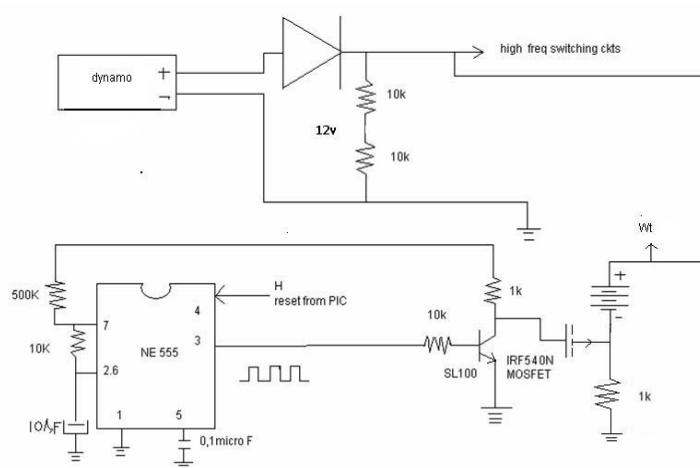 high freq switching ckts
dynamo
+
-
10k
12v
10k
Wt
+
-
500K
H
reset from PIC
4
1k
7
10K
NE 555
3
10k
2.6
SL100
IRF540N
MOSFET
1k
1
5
0,1micro F